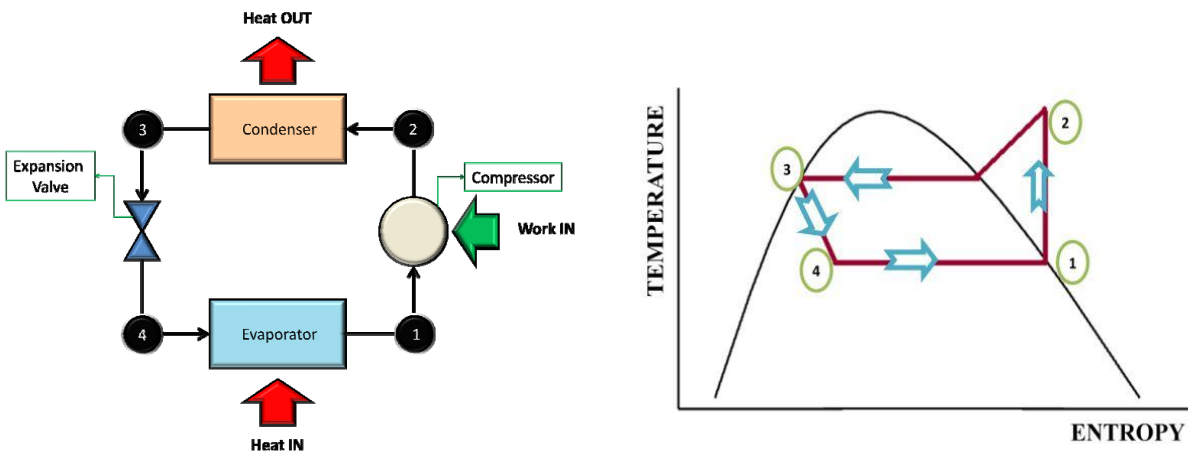 Heat OUT
3
Condenser
2
Expansion
Valve
Compressor
Work IN
4
Evaporator
1
Heat IN
TEMPERATURE
2
3
4
1
ENTROPY